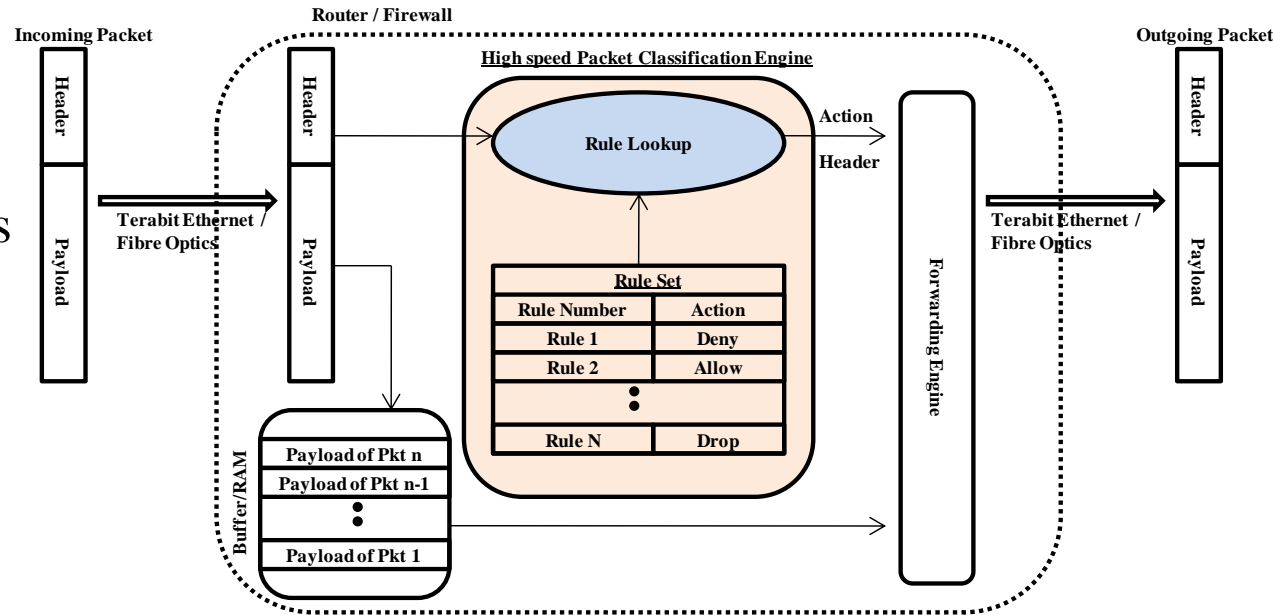 Router / Firewall
Incoming Packet
Outgoing Packet
High speed Packet Classification Engine
Header
Payload
S
Terabit Ethernet /
Fibre Optics
Header
Payload
Rule Lookup
Action
Header
Rule Set
Rule Number Action
Rule 1 Deny
Rule 2 Allow
Rule N Drop
Buffer/RAM
Payload of Pkt n
Payload of Pkt n-1
Payload of Pkt 1
Forwarding Engine
Terabit Ethernet /
Fibre Optics
Header
Payload